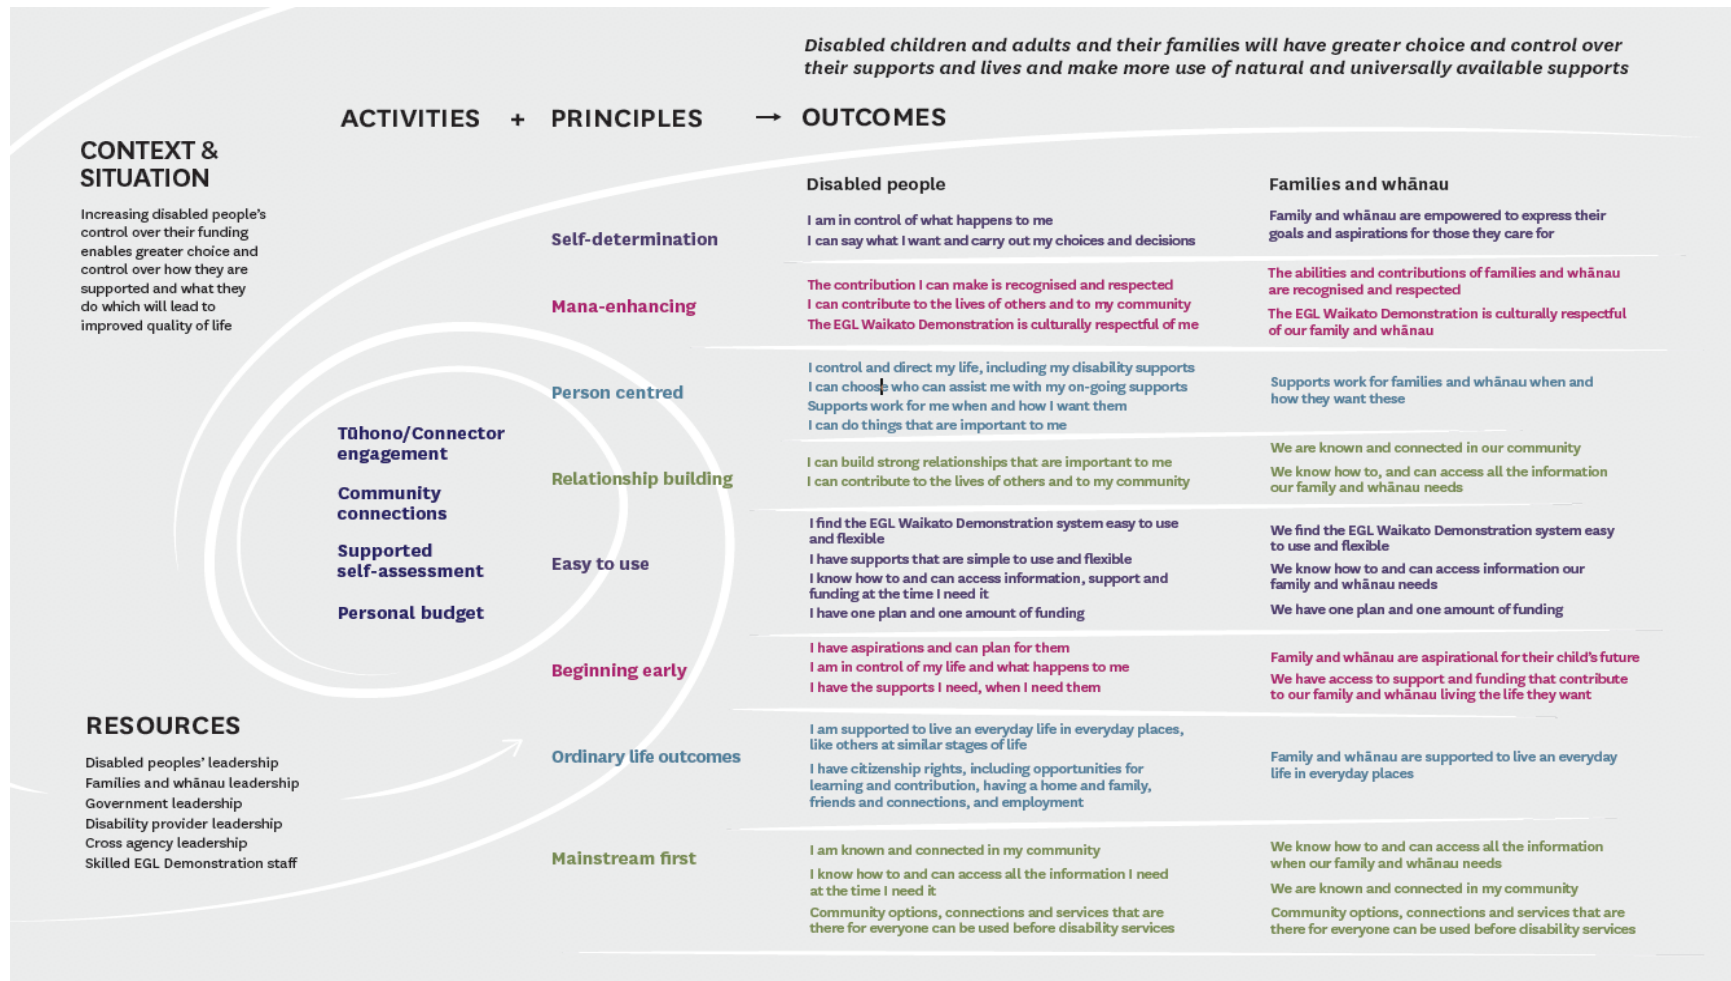 Disabled children and adults and their families will have greater choice and control over
their supports and lives and make more use of natural and universally available supports
ACTIVITIES + PRINCIPLES → OUTCOMES
CONTEXT &
SITUATION
Increasing disabled people's
control over their funding
enables greater choice and
control over how they are
supported and what they
do which will lead to
improved quality of life
RESOURCES
Disabled peoples' leadership
Families and whānau leadership
Government leadership
Disability provider leadership
Cross agency leadership
Skilled EGL Demonstration staff
Tūhono/Connector
engagement
Community
connections
Supported
self-assessment
Personal budget
Disabled people
Families and whānau
Self-determination
I am in control of what happens to me
I can say what I want and carry out my choices and decisions
Family and whānau are empowered to express their
goals and aspirations for those they care for
Mana-enhancing
The contribution I can make is recognised and respected
I can contribute to the lives of others and to my community
The EGL Waikato Demonstration is culturally respectful of me
The abilities and contributions of families and whānau
are recognised and respected
The EGL Waikato Demonstration is culturally respectful
of our family and whānau
Person centred
I control and direct my life, including my disability supports
I can choose who can assist me with my on-going supports
Supports work for me when and how I want them
I can do things that are important to me
Supports work for families and whānau when and
how they want these
Relationship building
I can build strong relationships that are important to me
I can contribute to the lives of others and to my community
We are known and connected in our community
We know how to, and can access all the information
our family and whānau needs
Easy to use
I find the EGL Waikato Demonstration system easy to use
and flexible
I have supports that are simple to use and flexible
I know how to and can access information, support and
funding at the time I need it
I have one plan and one amount of funding
We find the EGL Waikato Demonstration system easy
to use and flexible
We know how to and can access information our
family and whānau needs
We have one plan and one amount of funding
Beginning early
I have aspirations and can plan for them
I am in control of my life and what happens to me
I have the supports I need, when I need them
Family and whānau are aspirational for their child's future
We have access to support and funding that contribute
to our family and whānau living the life they want
Ordinary life outcomes
I am supported to live an everyday life in everyday places,
like others at similar stages of life
I have citizenship rights, including opportunities for
learning and contribution, having a home and family,
friends and connections, and employment
Family and whānau are supported to live an everyday
life in everyday places
Mainstream first
I am known and connected in my community
I know how to and can access all the information I need
at the time I need it
Community options, connections and services that are
there for everyone can be used before disability services
We know how to and can access all the information
when our family and whānau needs
We are known and connected in my community
Community options, connections and services that are
there for everyone can be used before disability services